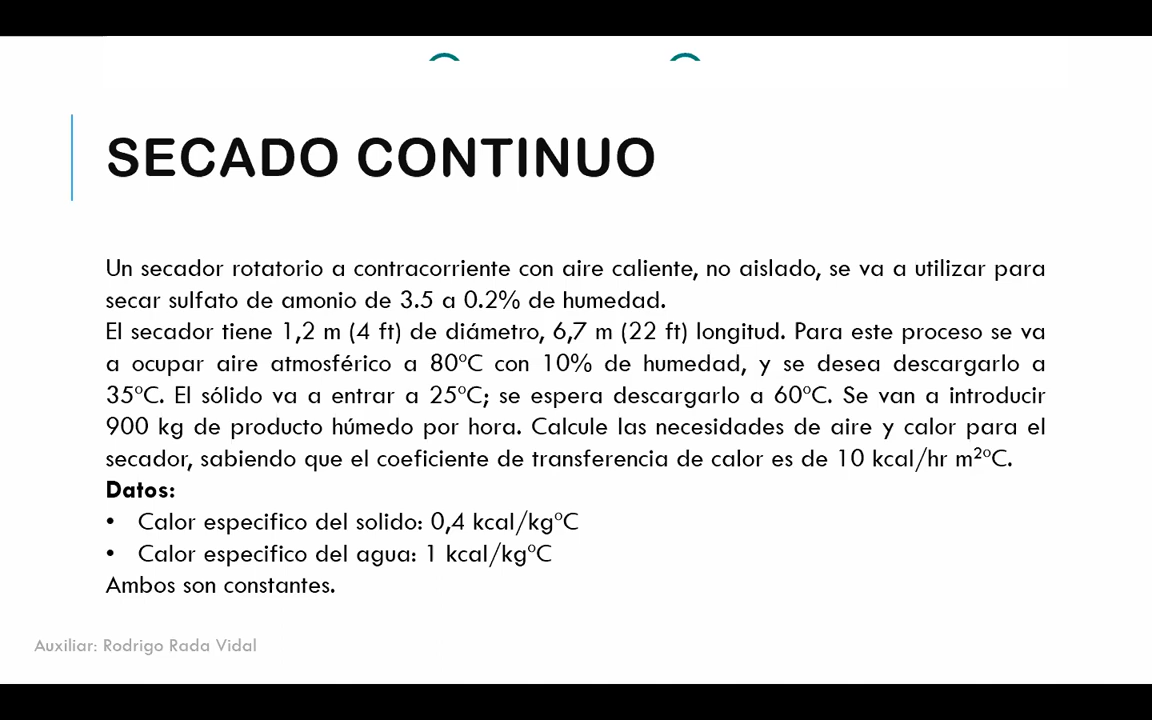 SECADO CONTINUO
Un secador rotatorio a contracorriente con aire caliente, no aislado, se va a utilizar para
secar sulfato de amonio de 3.5 a 0.2% de humedad.
El secador tiene 1,2 m (4 ft) de diámetro, 6,7 m (22 ft) longitud. Para este proceso se va
a ocupar aire atmosférico a 80ºC con 10% de humedad, y se desea descargarlo a
35ºC. El sólido va a entrar a 25ºC; se espera descargarlo a 60ºC. Se van a introducir
900 kg de producto húmedo por hora. Calcule las necesidades de aire y calor para el
secador, sabiendo que el coeficiente de transferencia de calor es de 10 kcal/hr m²ºC.
Datos:
• Calor especifico del solido: 0,4 kcal/kgºC
• Calor especifico del agua: 1 kcal/kgºC
Ambos son constantes.
Auxiliar: Rodrigo Rada Vidal